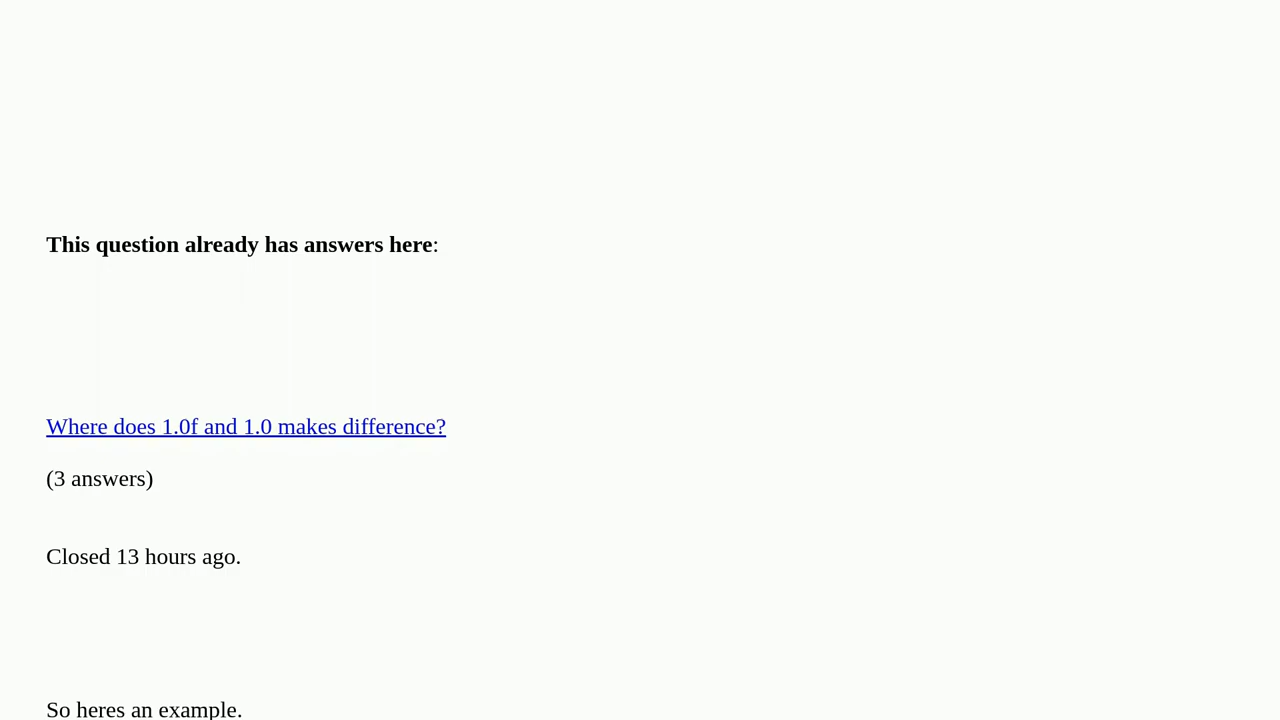 This question already has answers here:
Where does 1.0f and 1.0 makes difference?
(3 answers)
Closed 13 hours ago.
So heres an example.